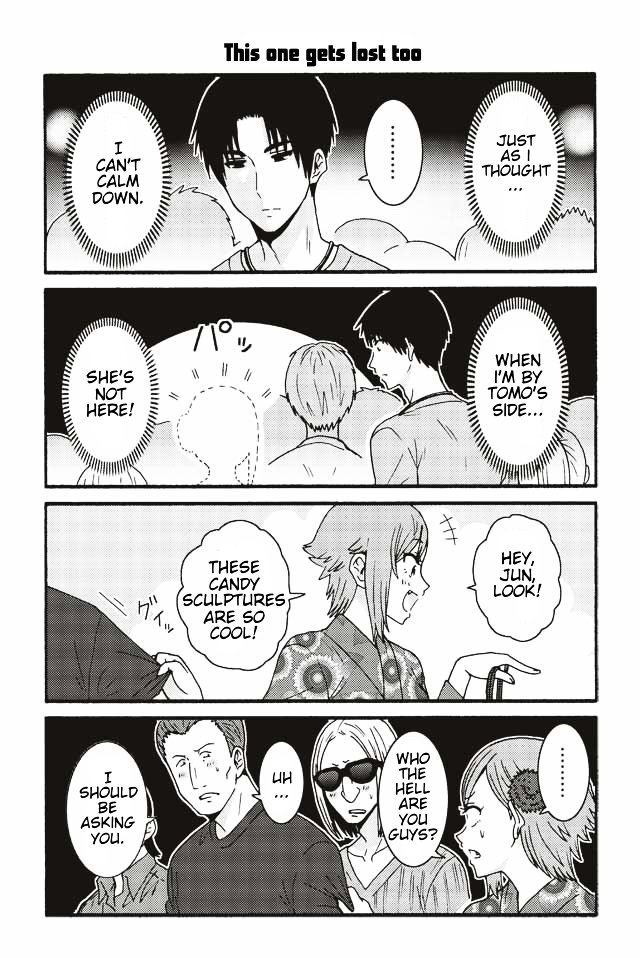 This one gets lost too
JUST
AS I
THOUGHT
...
........
I
CAN'T
CALM
DOWN.
WHEN
I'M BY
TOMO'S
SIDE...
パッ
SHE'S
NOT
HERE!
HEY,
JUN,
LOOK!
THESE
CANDY
SCULPTURES
ARE SO
COOL!
グイッ
......
WHO
THE
HELL
ARE
YOU
GUYS?
UH
...
I
SHOULD
BE
ASKING
YOU.